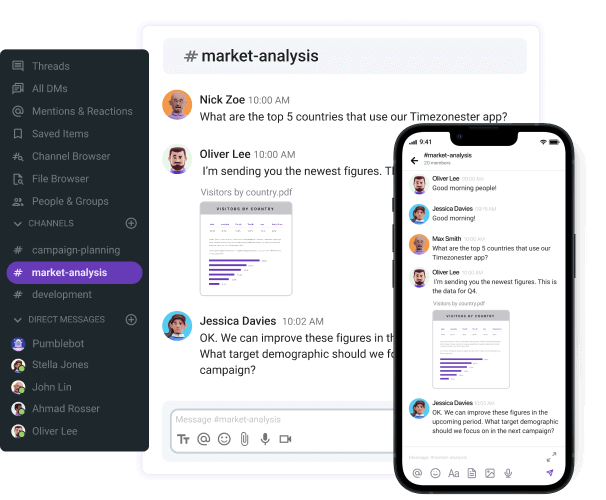 Threads
All DMs
Mentions & Reactions
Saved Items
Channel Browser
File Browser
People & Groups
CHANNELS
# campaign-planning
# market-analysis
# development
DIRECT MESSAGES
Pumblebot
Stella Jones
John Lin
Ahmad Rosser
Oliver Lee
# market-analysis
Nick Zoe 10:00 AM
What are the top 5 countries that use our Timezonester app?
Oliver Lee 10:00 AM
I'm sending you the newest figures. Th
Visitors by country.pdf
VISITORS BY COUNTRY
Jessica Davies 10:02 AM
OK. We can improve these figures in th
What target demographic should we fo
campaign?
Message #market-analysis
TT
9:41
#market-analysis
20 members
Oliver Lee
Good morning people!
Jessica Davies
Good morning!
Max Smith 10:00 AM
What are the top 5 countries that use our
Timezonester app?
Oliver Lee 10:00 AM
I'm sending you the newest figures. This is
the data for Q4.
Visitors by country.pdf
VISITORS BY COUNTRY
Jessica Davies 10:02 AM
OK. We can improve these figures in the
upcoming period. What target demographic
should we focus on in the next campaign?
Message #market-analysis
Aa